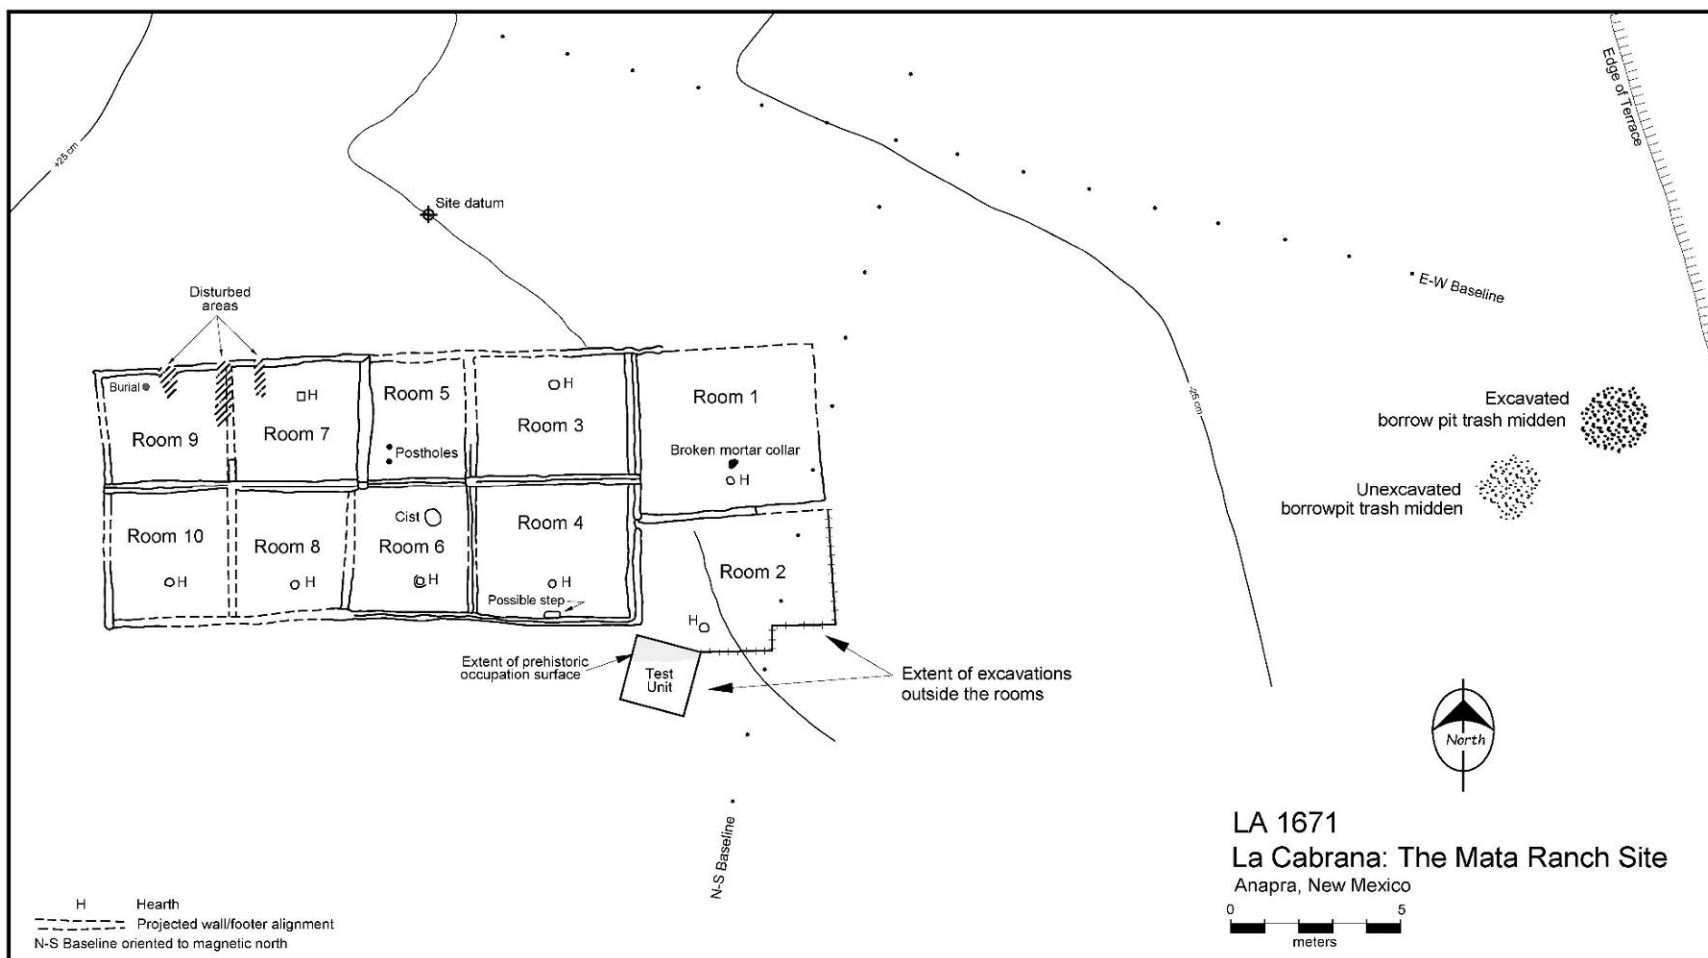 Edge of Terrace
+25 cm
Site datum
E-W Baseline
Disturbed
areas
Burial
H
Room 5
H
Room 1
Room 9
Room 7
Room 3
Postholes
Broken mortar collar
H
-25 cm
Excavated
borrow pit trash midden
Unexcavated
borrowpit trash midden
Cist
Room 10
Room 8
Room 6
Room 4
Room 2
H
H
H
H
Possible step
H
Extent of prehistoric
occupation surface
Test
Unit
Extent of excavations
outside the rooms
North
N-S Baseline
LA 1671
La Cabrana: The Mata Ranch Site
Anapra, New Mexico
0 5
meters
H Hearth
Projected wall/footer alignment
N-S Baseline oriented to magnetic north